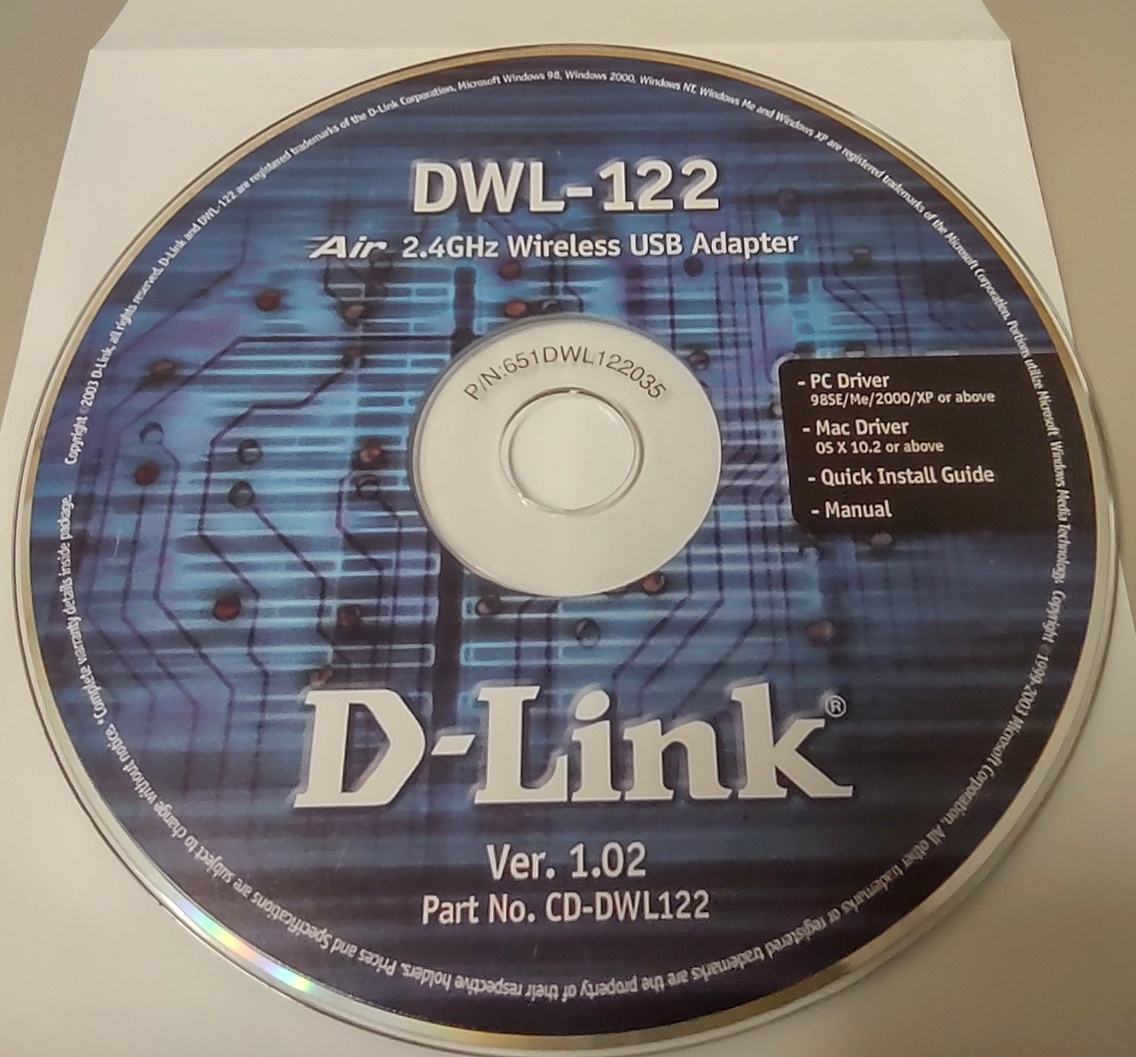 DWL-122
Air 2.4GHz Wireless USB Adapter
P/N:651DWL122035
- PC Driver
98SE/Me/2000/XP or above
- Mac Driver
OS X 10.2 or above
- Quick Install Guide
- Manual
D-Link®
Ver. 1.02
Part No. CD-DWL122
Copyright ©2003 D-Link, all rights reserved. D-Link and DWL-122 are registered trademarks of the D-Link Corporation. Microsoft Windows 98, Windows 2000, Windows NT, Windows Me and Windows XP are registered trademarks of the Microsoft Corporation. Portions utilize Microsoft Windows Media Technology. Copyright © 1999-2003 Microsoft Corporation. All other trademarks or registered trademarks are the property of their respective holders. Prices and Specifications are subject to change without notice. *Complete warranty details inside package.